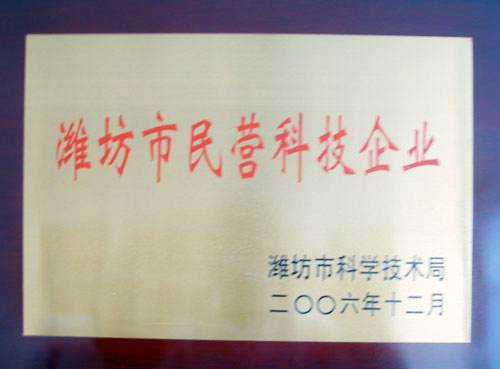 潍坊市民营科技企业
潍坊市科学技术局
二〇〇六年十二月